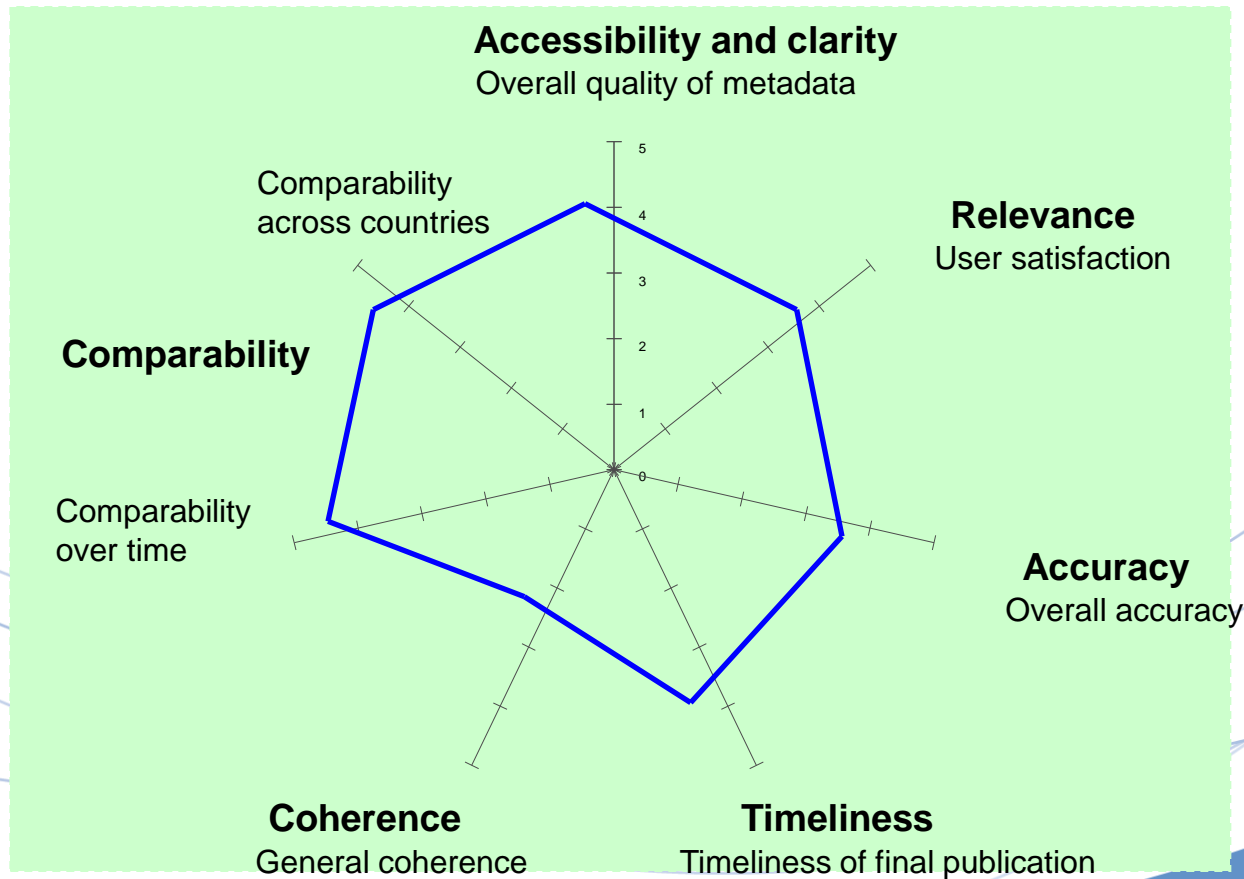 Accessibility and clarity
Overall quality of metadata
5
4
3
2
1
0
Comparability
across countries
Relevance
User satisfaction
Comparability
Comparability
over time
Accuracy
Overall accuracy
Coherence
General coherence
Timeliness
Timeliness of final publication